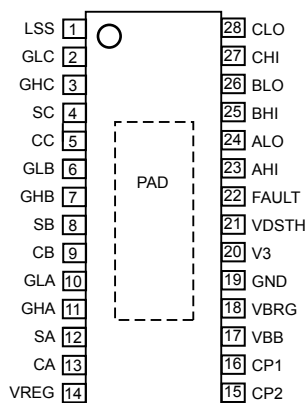 LSS 1 28 CLO
GLC 2 27 CHI
GHC 3 26 BLO
SC 4 25 BHI
CC 5 24 ALO
GLB 6 23 AHI
GHB 7 PAD 22 FAULT
SB 8 21 VDSTH
CB 9 20 V3
GLA 10 19 GND
GHA 11 18 VBRG
SA 12 17 VBB
CA 13 16 CP1
VREG 14 15 CP2